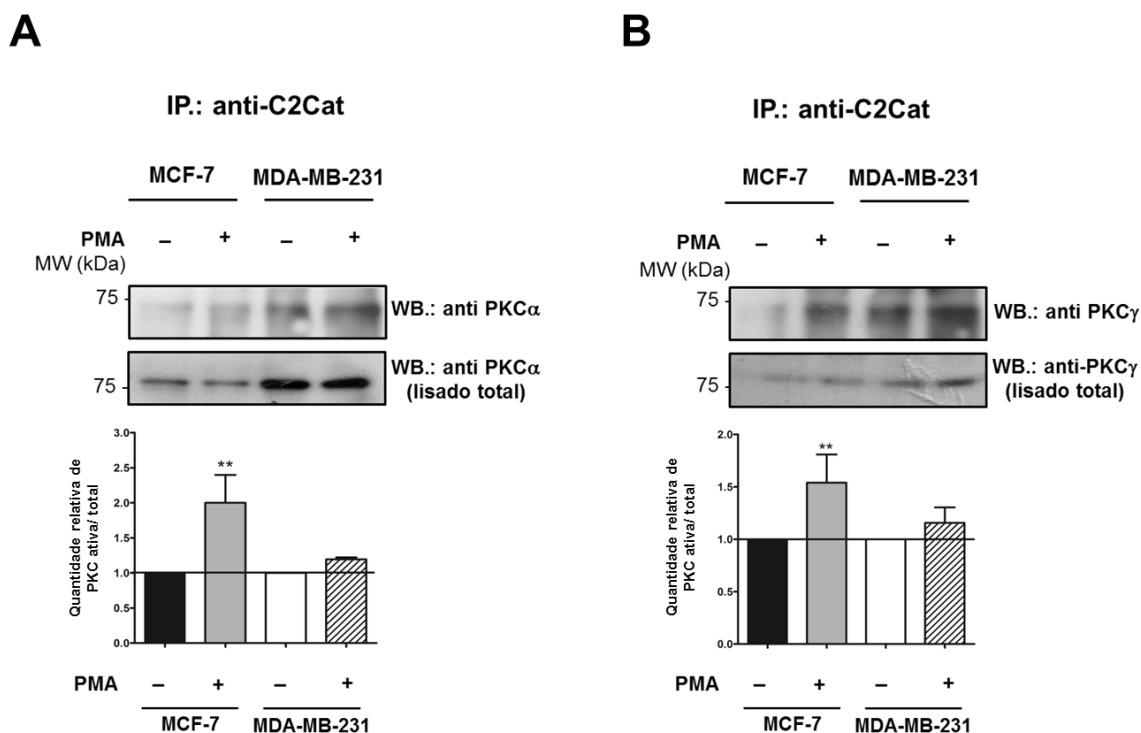 A
IP.: anti-C2Cat
MCF-7 MDA-MB-231
PMA – + – +
MW (kDa)
75
WB.: anti PKCα
75
WB.: anti PKCα
(lisado total)
Quantidade relativa de
PKC ativa/ total
3.0
2.5
2.0
1.5
1.0
0.5
0.0
**
PMA – + – +
MCF-7 MDA-MB-231
B
IP.: anti-C2Cat
MCF-7 MDA-MB-231
PMA – + – +
MW (kDa)
75
WB.: anti PKCγ
75
WB.: anti-PKCγ
(lisado total)
Quantidade relativa de
PKC ativa/ total
2.0
1.5
1.0
0.5
0.0
**
PMA – + – +
MCF-7 MDA-MB-231